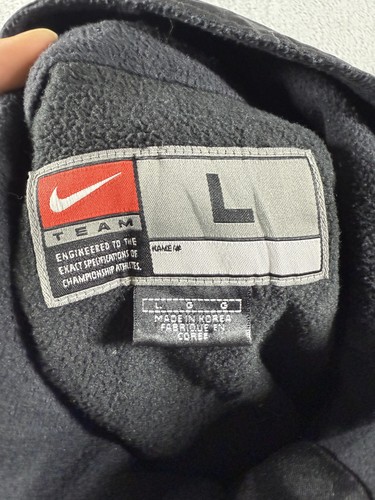 L
TEAM
NAME/#
ENGINEERED TO THE
EXACT SPECIFICATIONS OF
CHAMPIONSHIP ATHLETES.
L G G
MADE IN KOREA
FABRIQUE EN
COREE